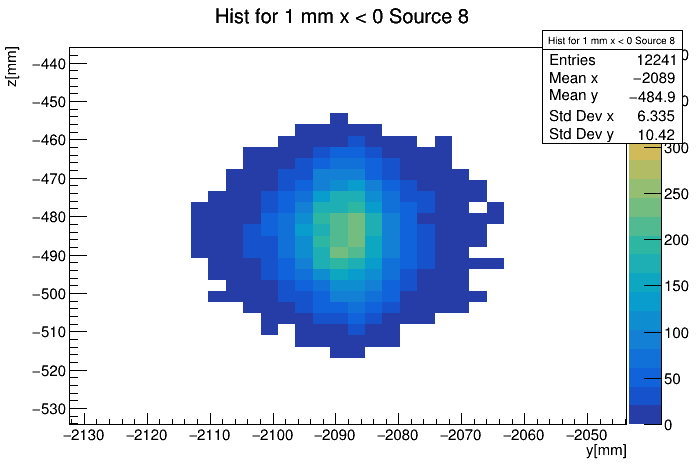 Hist for 1 mm x < 0 Source 8
z[mm]
Hist for 1 mm x < 0 Source 8
Entries 12241
Mean x −2089
Mean y −484.9
Std Dev x 6.335
Std Dev y 10.42
−440
−450
−460
−470
−480
−490
−500
−510
−520
−530
300
250
200
150
100
50
0
−2130 −2120 −2110 −2100 −2090 −2080 −2070 −2060 −2050
y[mm]